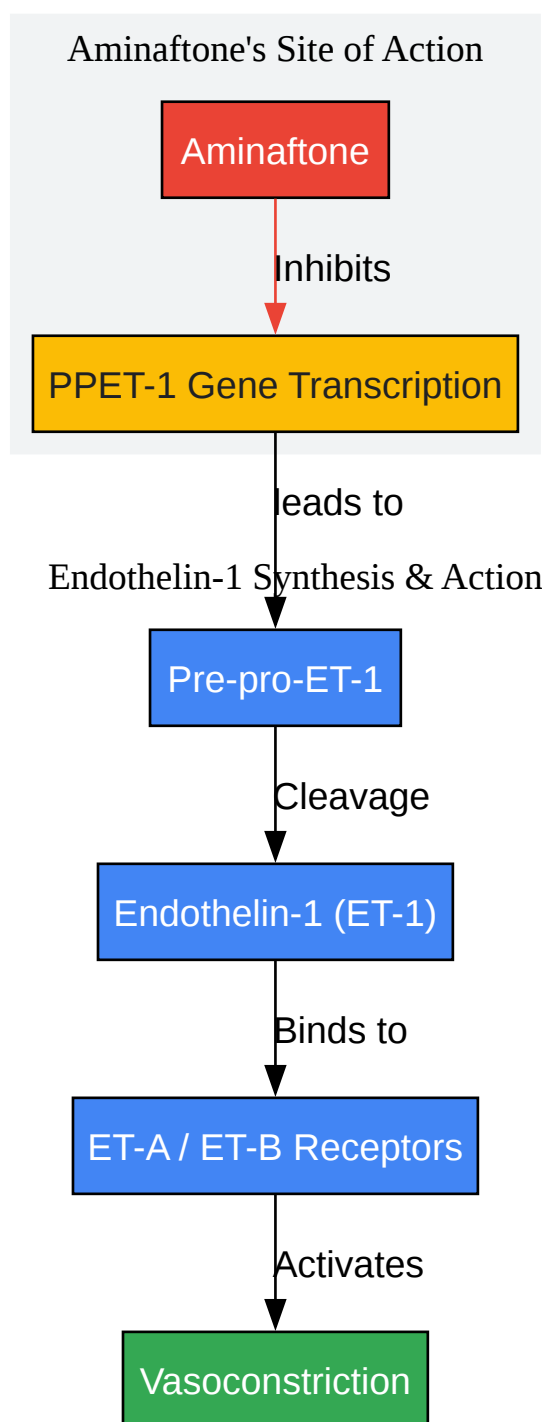 Aminaftone's Site of Action
Aminaftone
Inhibits
PPET-1 Gene Transcription
leads to
Endothelin-1 Synthesis & Action
Pre-pro-ET-1
Cleavage
Endothelin-1 (ET-1)
Binds to
ET-A / ET-B Receptors
Activates
Vasoconstriction